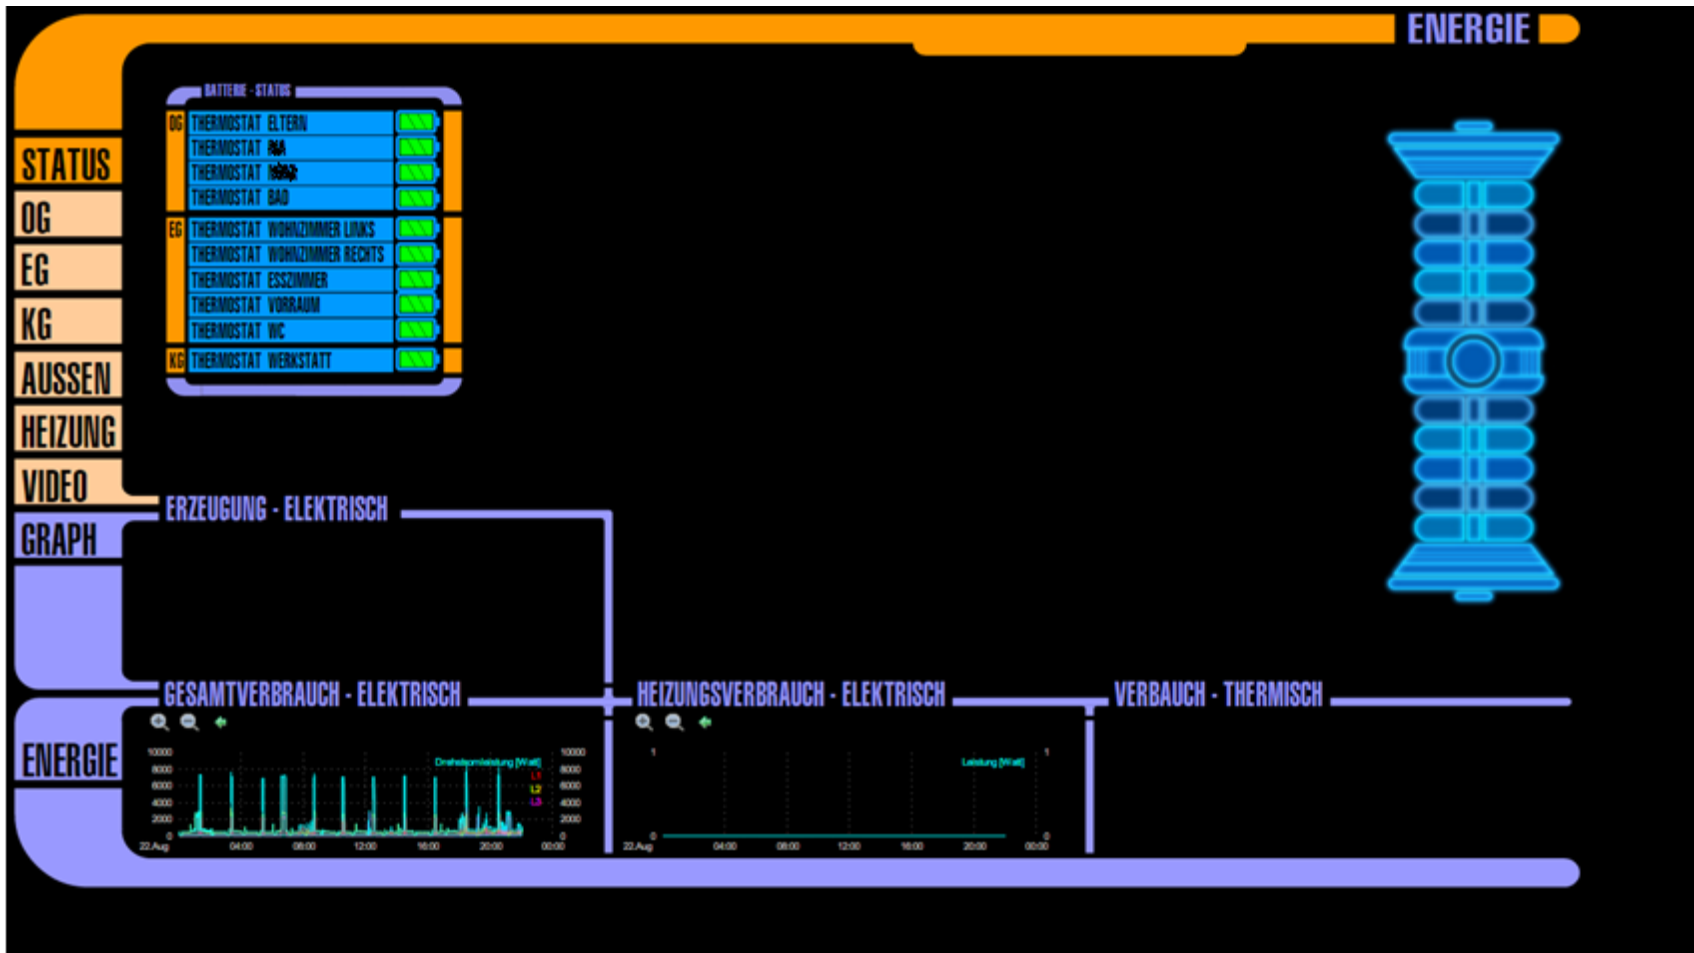 ENERGIE
BATTERIE - STATUS
OG THERMOSTAT ELTERN
THERMOSTAT
THERMOSTAT
THERMOSTAT BAD
EG THERMOSTAT WOHNZIMMER LINKS
THERMOSTAT WOHNZIMMER RECHTS
THERMOSTAT ESSZIMMER
THERMOSTAT VORRAUM
THERMOSTAT WC
KG THERMOSTAT WERKSTATT
STATUS
OG
EG
KG
AUSSEN
HEIZUNG
VIDEO
GRAPH
ENERGIE
ERZEUGUNG - ELEKTRISCH
GESAMTVERBRAUCH - ELEKTRISCH
Drehstromleistung [Watt]
L1
L2
L3
10000 10000
8000 8000
6000 6000
4000 4000
2000 2000
0 0
22.Aug 04:00 08:00 12:00 16:00 20:00 00:00
HEIZUNGSVERBRAUCH - ELEKTRISCH
Leistung [Watt]
1 1
0 0
22.Aug 04:00 08:00 12:00 16:00 20:00 00:00
VERBAUCH - THERMISCH